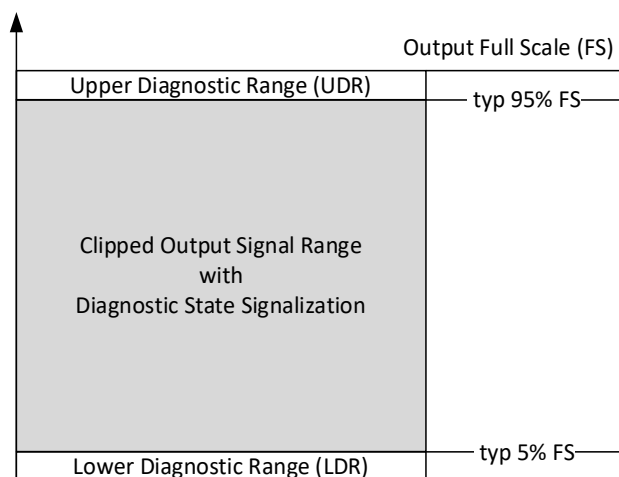 Output Full Scale (FS)
Upper Diagnostic Range (UDR)
typ 95% FS
Clipped Output Signal Range
with
Diagnostic State Signalization
typ 5% FS
Lower Diagnostic Range (LDR)